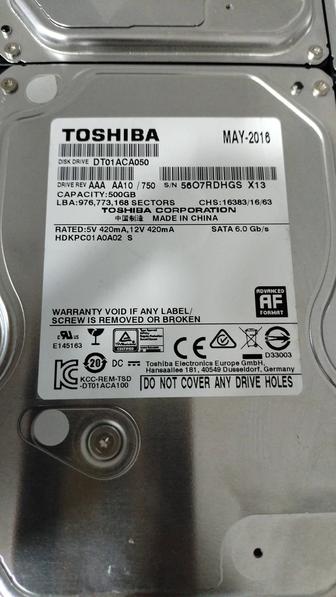 TOSHIBA MAY-2016
DISK DRIVE DT01ACA050
DRIVE REV AAA AA10 / 750 S/N 56O7RDHGS X13
CAPACITY:500GB
LBA:976,773,168 SECTORS CHS:16383/16/63
TOSHIBA CORPORATION
中国制造 MADE IN CHINA
RATED:5V 420mA,12V 420mA SATA 6.0 Gb/s
HDKPC01A0A02 S
ADVANCED
AF
FORMAT
WARRANTY VOID IF ANY LABEL/
SCREW IS REMOVED OR BROKEN
E145163
D33003
20
DC
Toshiba Electronics Europe GmbH,
Hansaallee 181, 40549 Dusseldorf, Germany
KCC-REM-TSD
-DT01ACA100
DO NOT COVER ANY DRIVE HOLES